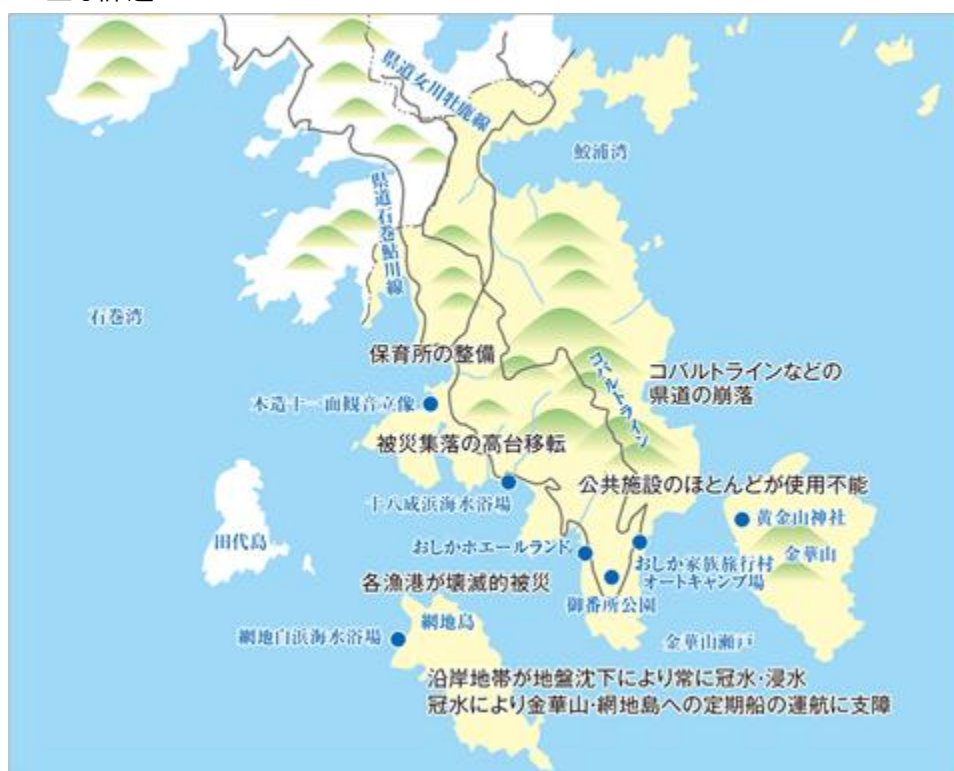 県道女川牡鹿線
鮫浦湾
県道石巻鮎川線
石巻湾
保育所の整備
コバルトライン
コバルトラインなどの
県道の崩落
木造十一面観音立像
被災集落の高台移転
公共施設のほとんどが使用不能
十八成浜海水浴場
黄金山神社
田代島
おしかホエールランド
おしか家族旅行村
オートキャンプ場
金華山
各漁港が壊滅的被災
御番所公園
網地島
網地白浜海水浴場
金華山瀬戸
沿岸地帯が地盤沈下により常に冠水・浸水
冠水により金華山・網地島への定期船の運航に支障